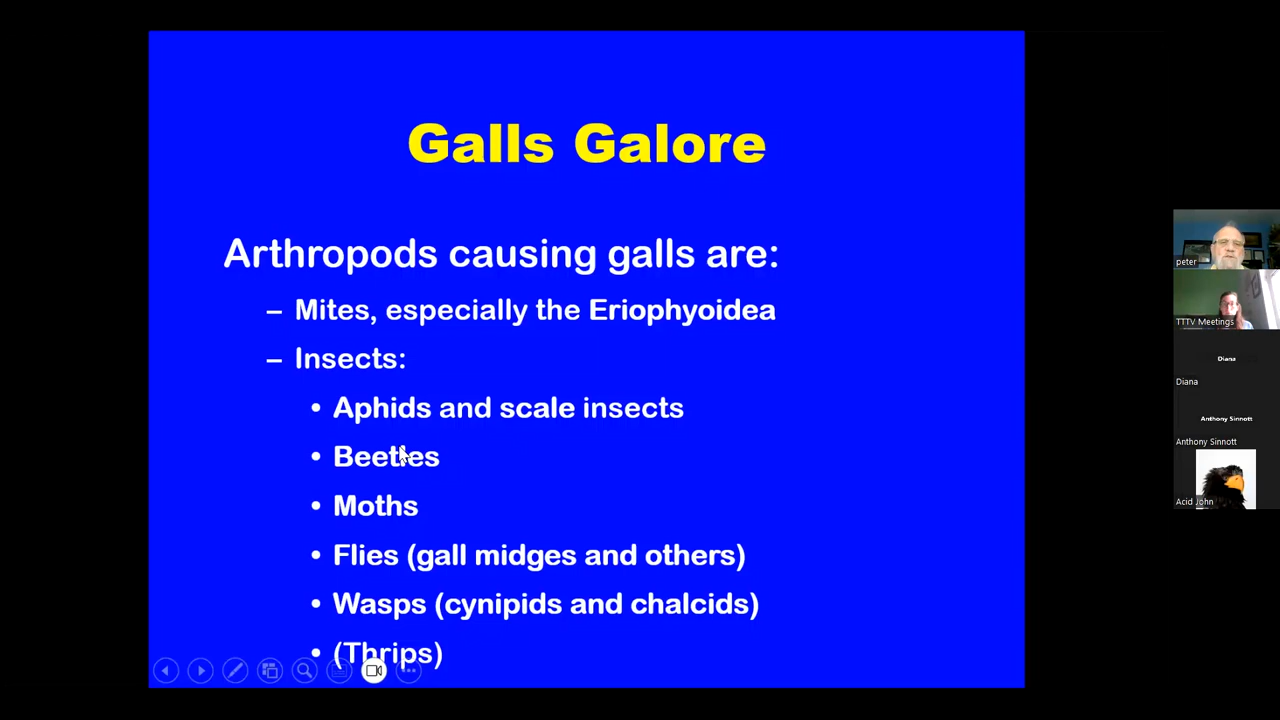 Galls Galore
Arthropods causing galls are:
– Mites, especially the Eriophyoidea
– Insects:
• Aphids and scale insects
• Beetles
• Moths
• Flies (gall midges and others)
• Wasps (cynipids and chalcids)
• (Thrips)
peter
TTTV Meetings
Diana
Diana
Anthony Sinnott
Anthony Sinnott
Acid John